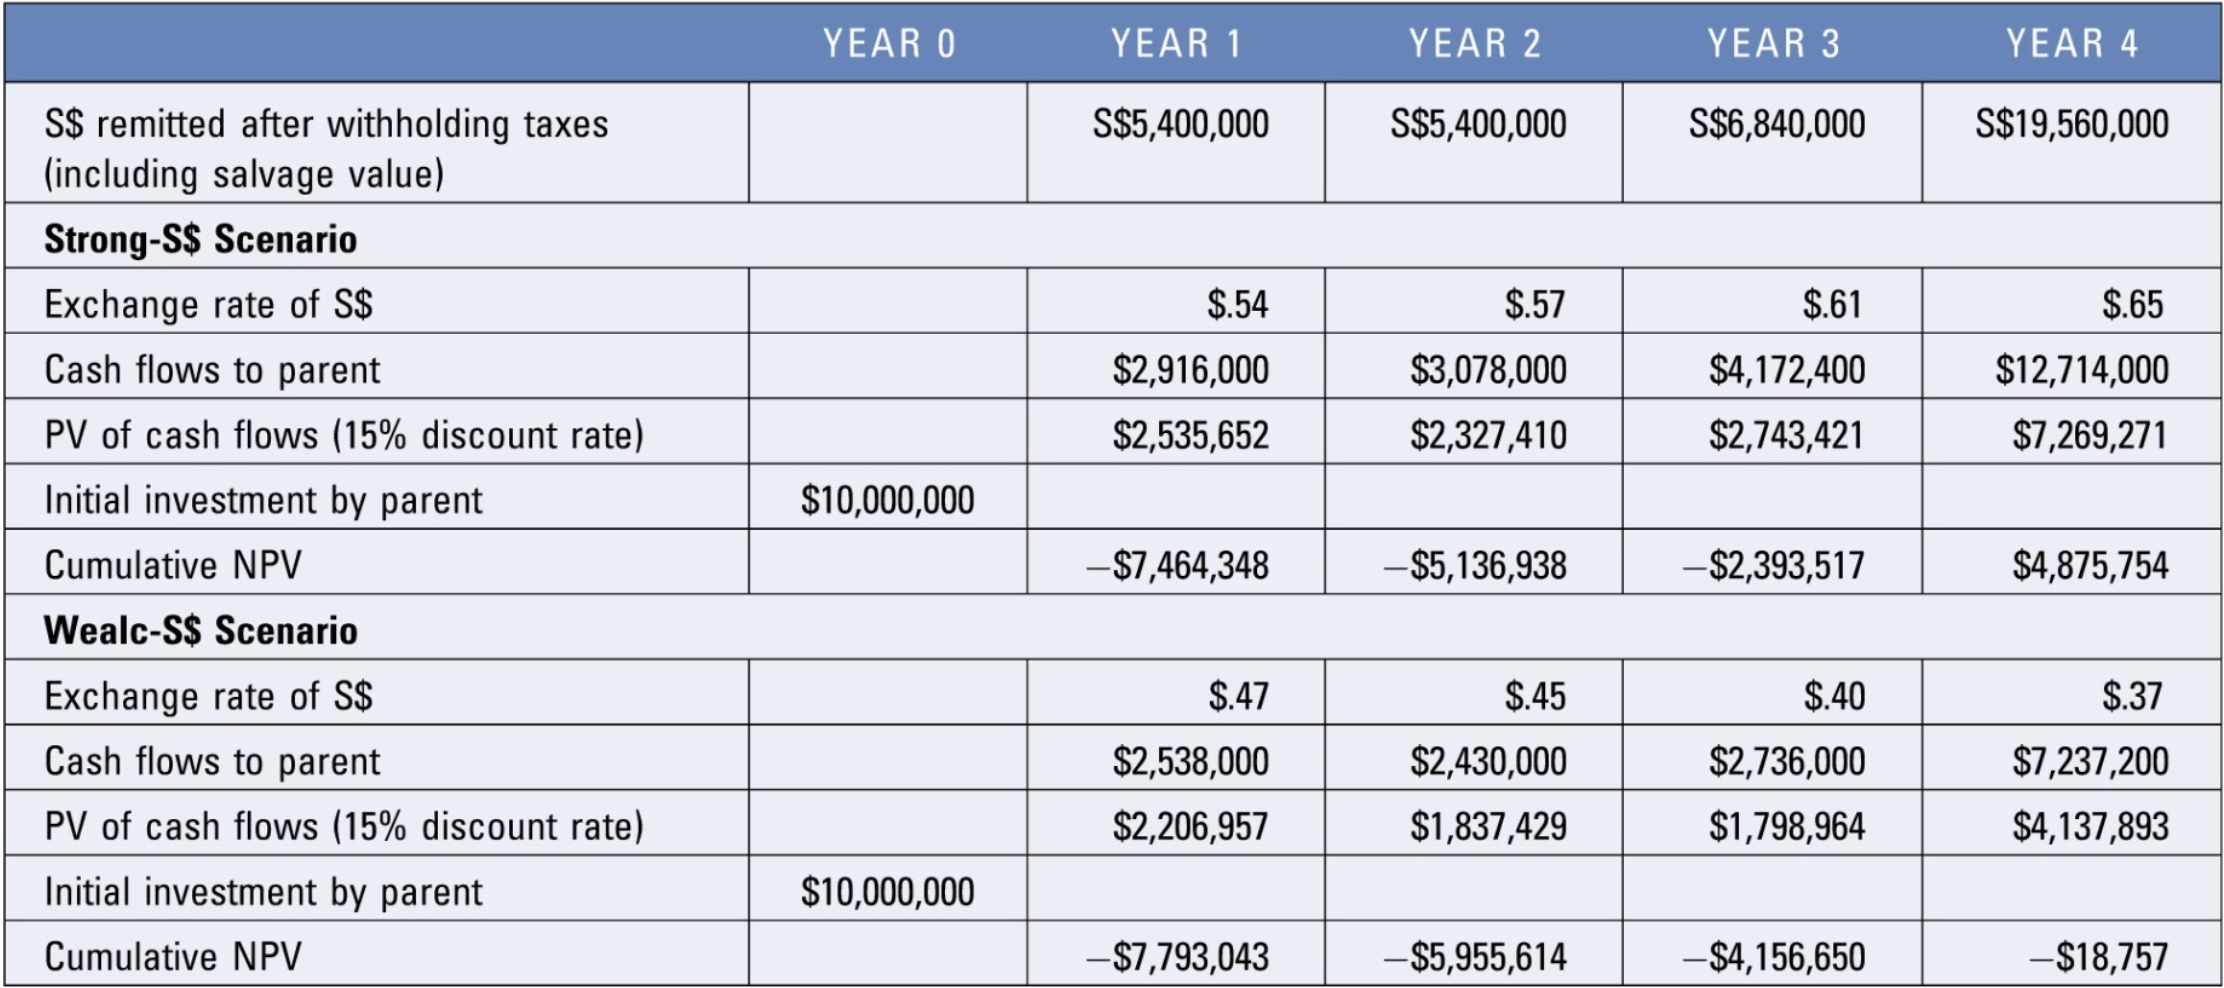 YEAR 0 YEAR 1 YEAR 2 YEAR 3 YEAR 4
S$ remitted after withholding taxes S$5,400,000 S$5,400,000 S$6,840,000 S$19,560,000
(including salvage value)
Strong-S$ Scenario
Exchange rate of S$ $.54 $.57 $.61 $.65
Cash flows to parent $2,916,000 $3,078,000 $4,172,400 $12,714,000
PV of cash flows (15% discount rate) $2,535,652 $2,327,410 $2,743,421 $7,269,271
Initial investment by parent $10,000,000
Cumulative NPV –$7,464,348 –$5,136,938 –$2,393,517 $4,875,754
Wealc-S$ Scenario
Exchange rate of S$ $.47 $.45 $.40 $.37
Cash flows to parent $2,538,000 $2,430,000 $2,736,000 $7,237,200
PV of cash flows (15% discount rate) $2,206,957 $1,837,429 $1,798,964 $4,137,893
Initial investment by parent $10,000,000
Cumulative NPV –$7,793,043 –$5,955,614 –$4,156,650 –$18,757